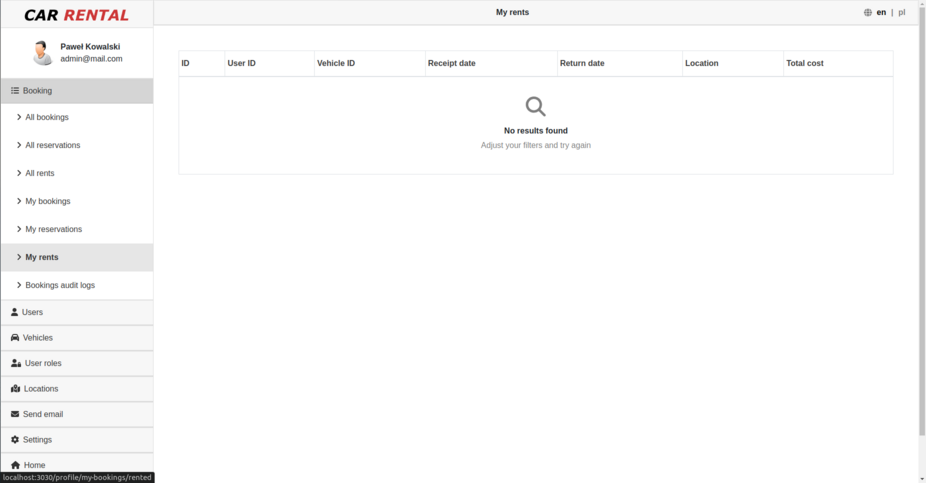 CAR RENTAL
My rents
en | pl
Paweł Kowalski
admin@mail.com
Booking
All bookings
All reservations
All rents
My bookings
My reservations
My rents
Bookings audit logs
Users
Vehicles
User roles
Locations
Send email
Settings
Home
localhost:3030/profile/my-bookings/rented
ID User ID Vehicle ID Receipt date Return date Location Total cost
No results found
Adjust your filters and try again